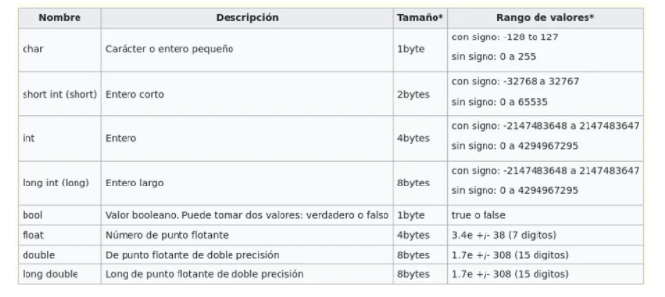 Nombre Descripción Tamaño* Rango de valores*
char Carácter o entero pequeño 1byte con signo: -128 to 127
sin signo: 0 a 255
short int (short) Entero corto 2bytes con signo: -32768 a 32767
sin signo: 0 a 65535
int Entero 4bytes con signo: -2147483648 a 2147483647
sin signo: 0 a 4294967295
long int (long) Entero largo 8bytes con signo: -2147483648 a 2147483647
sin signo: 0 a 4294967295
bool Valor booleano. Puede tomar dos valores: verdadero o falso 1byte true o false
float Número de punto flotante 4bytes 3.4e +/- 38 (7 digitos)
double De punto flotante de doble precisión 8bytes 1.7e +/- 308 (15 digitos)
long double Long de punto flotante de doble precisión 8bytes 1.7e +/- 308 (15 digitos)